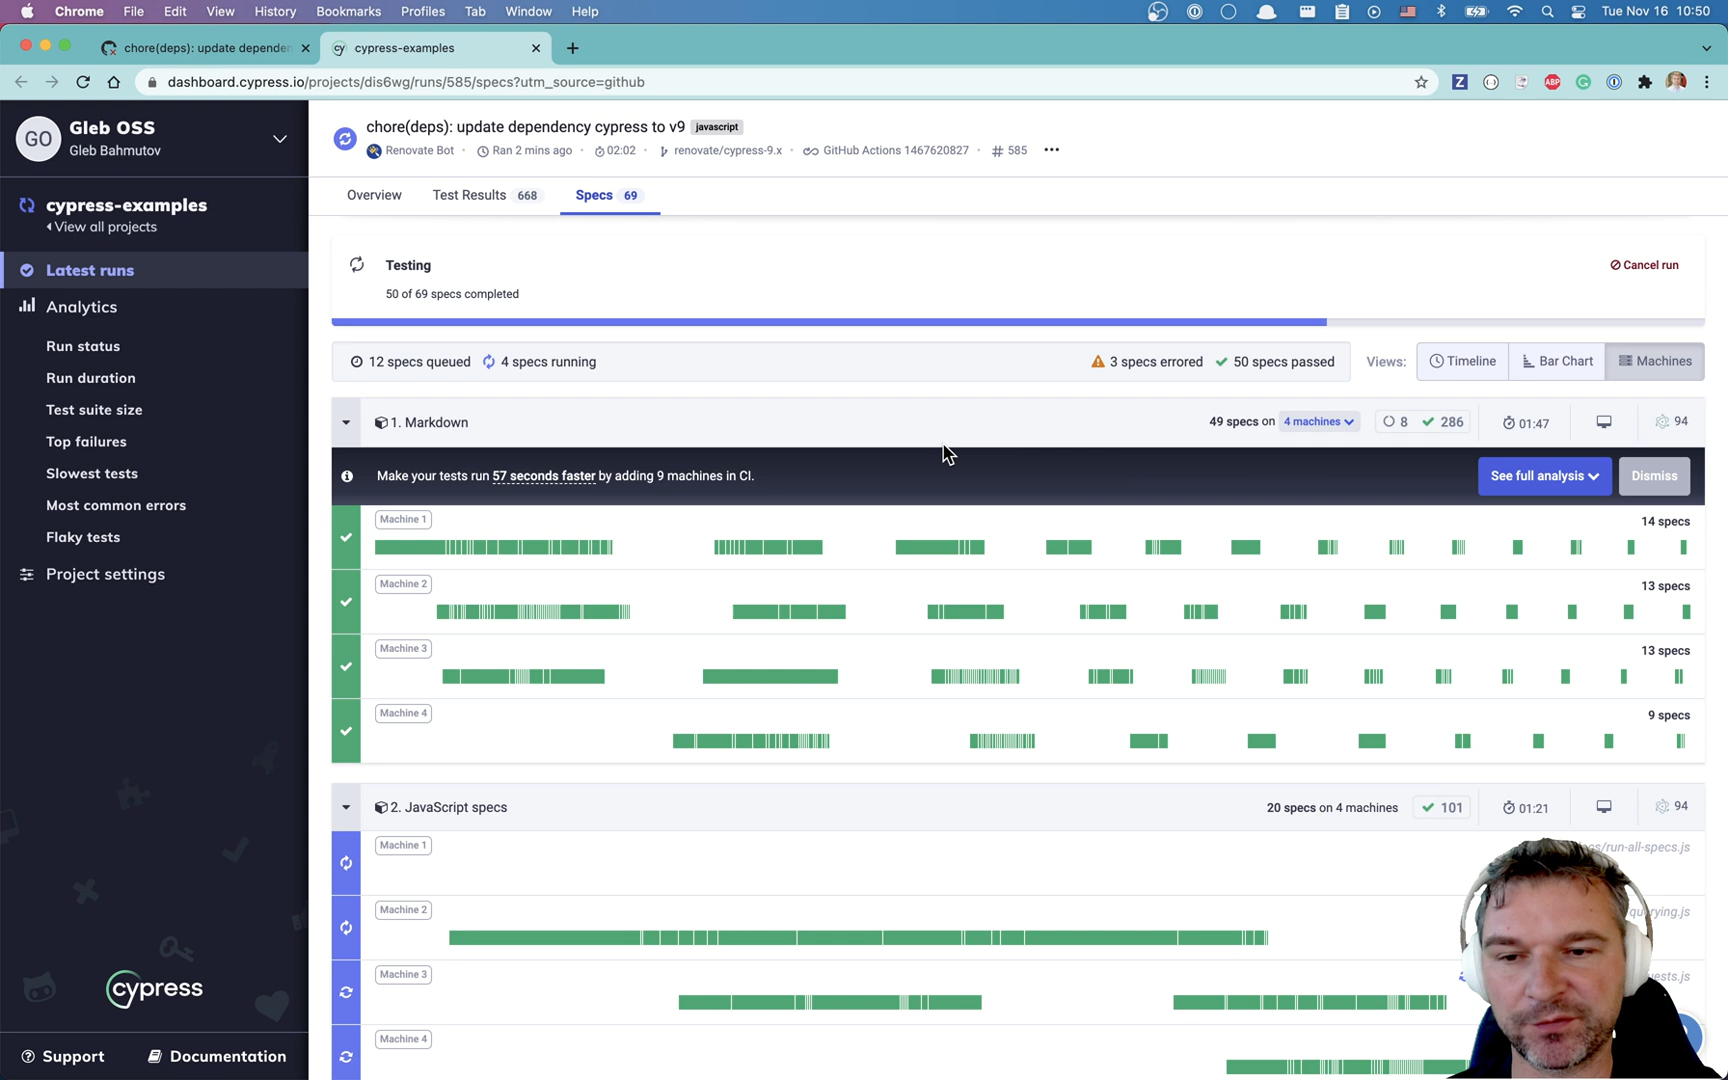 Chrome File Edit View History Bookmarks Profiles Tab Window Help Tue Nov 16 10:50
chore(deps): update depender cypress-examples
dashboard.cypress.io/projects/dis6wg/runs/585/specs?utm_source=github
GO Gleb OSS
Gleb Bahmutov
cypress-examples
View all projects
Latest runs
Analytics
Run status
Run duration
Test suite size
Top failures
Slowest tests
Most common errors
Flaky tests
Project settings
cypress
Support Documentation
chore(deps): update dependency cypress to v9 javascript
Renovate Bot · Ran 2 mins ago · 02:02 · renovate/cypress-9.x · GitHub Actions 1467620827 · # 585 •••
Overview Test Results 668 Specs 69
Testing Cancel run
50 of 69 specs completed
12 specs queued 4 specs running 3 specs errored 50 specs passed Views: Timeline Bar Chart Machines
1. Markdown 49 specs on 4 machines 8 286 01:47 94
Make your tests run 57 seconds faster by adding 9 machines in CI. See full analysis Dismiss
Machine 1 14 specs
Machine 2 13 specs
Machine 3 13 specs
Machine 4 9 specs
2. JavaScript specs 20 specs on 4 machines 101 01:21 94
Machine 1 s/run-all-specs.js
Machine 2 querying.js
Machine 3 ests.js
Machine 4